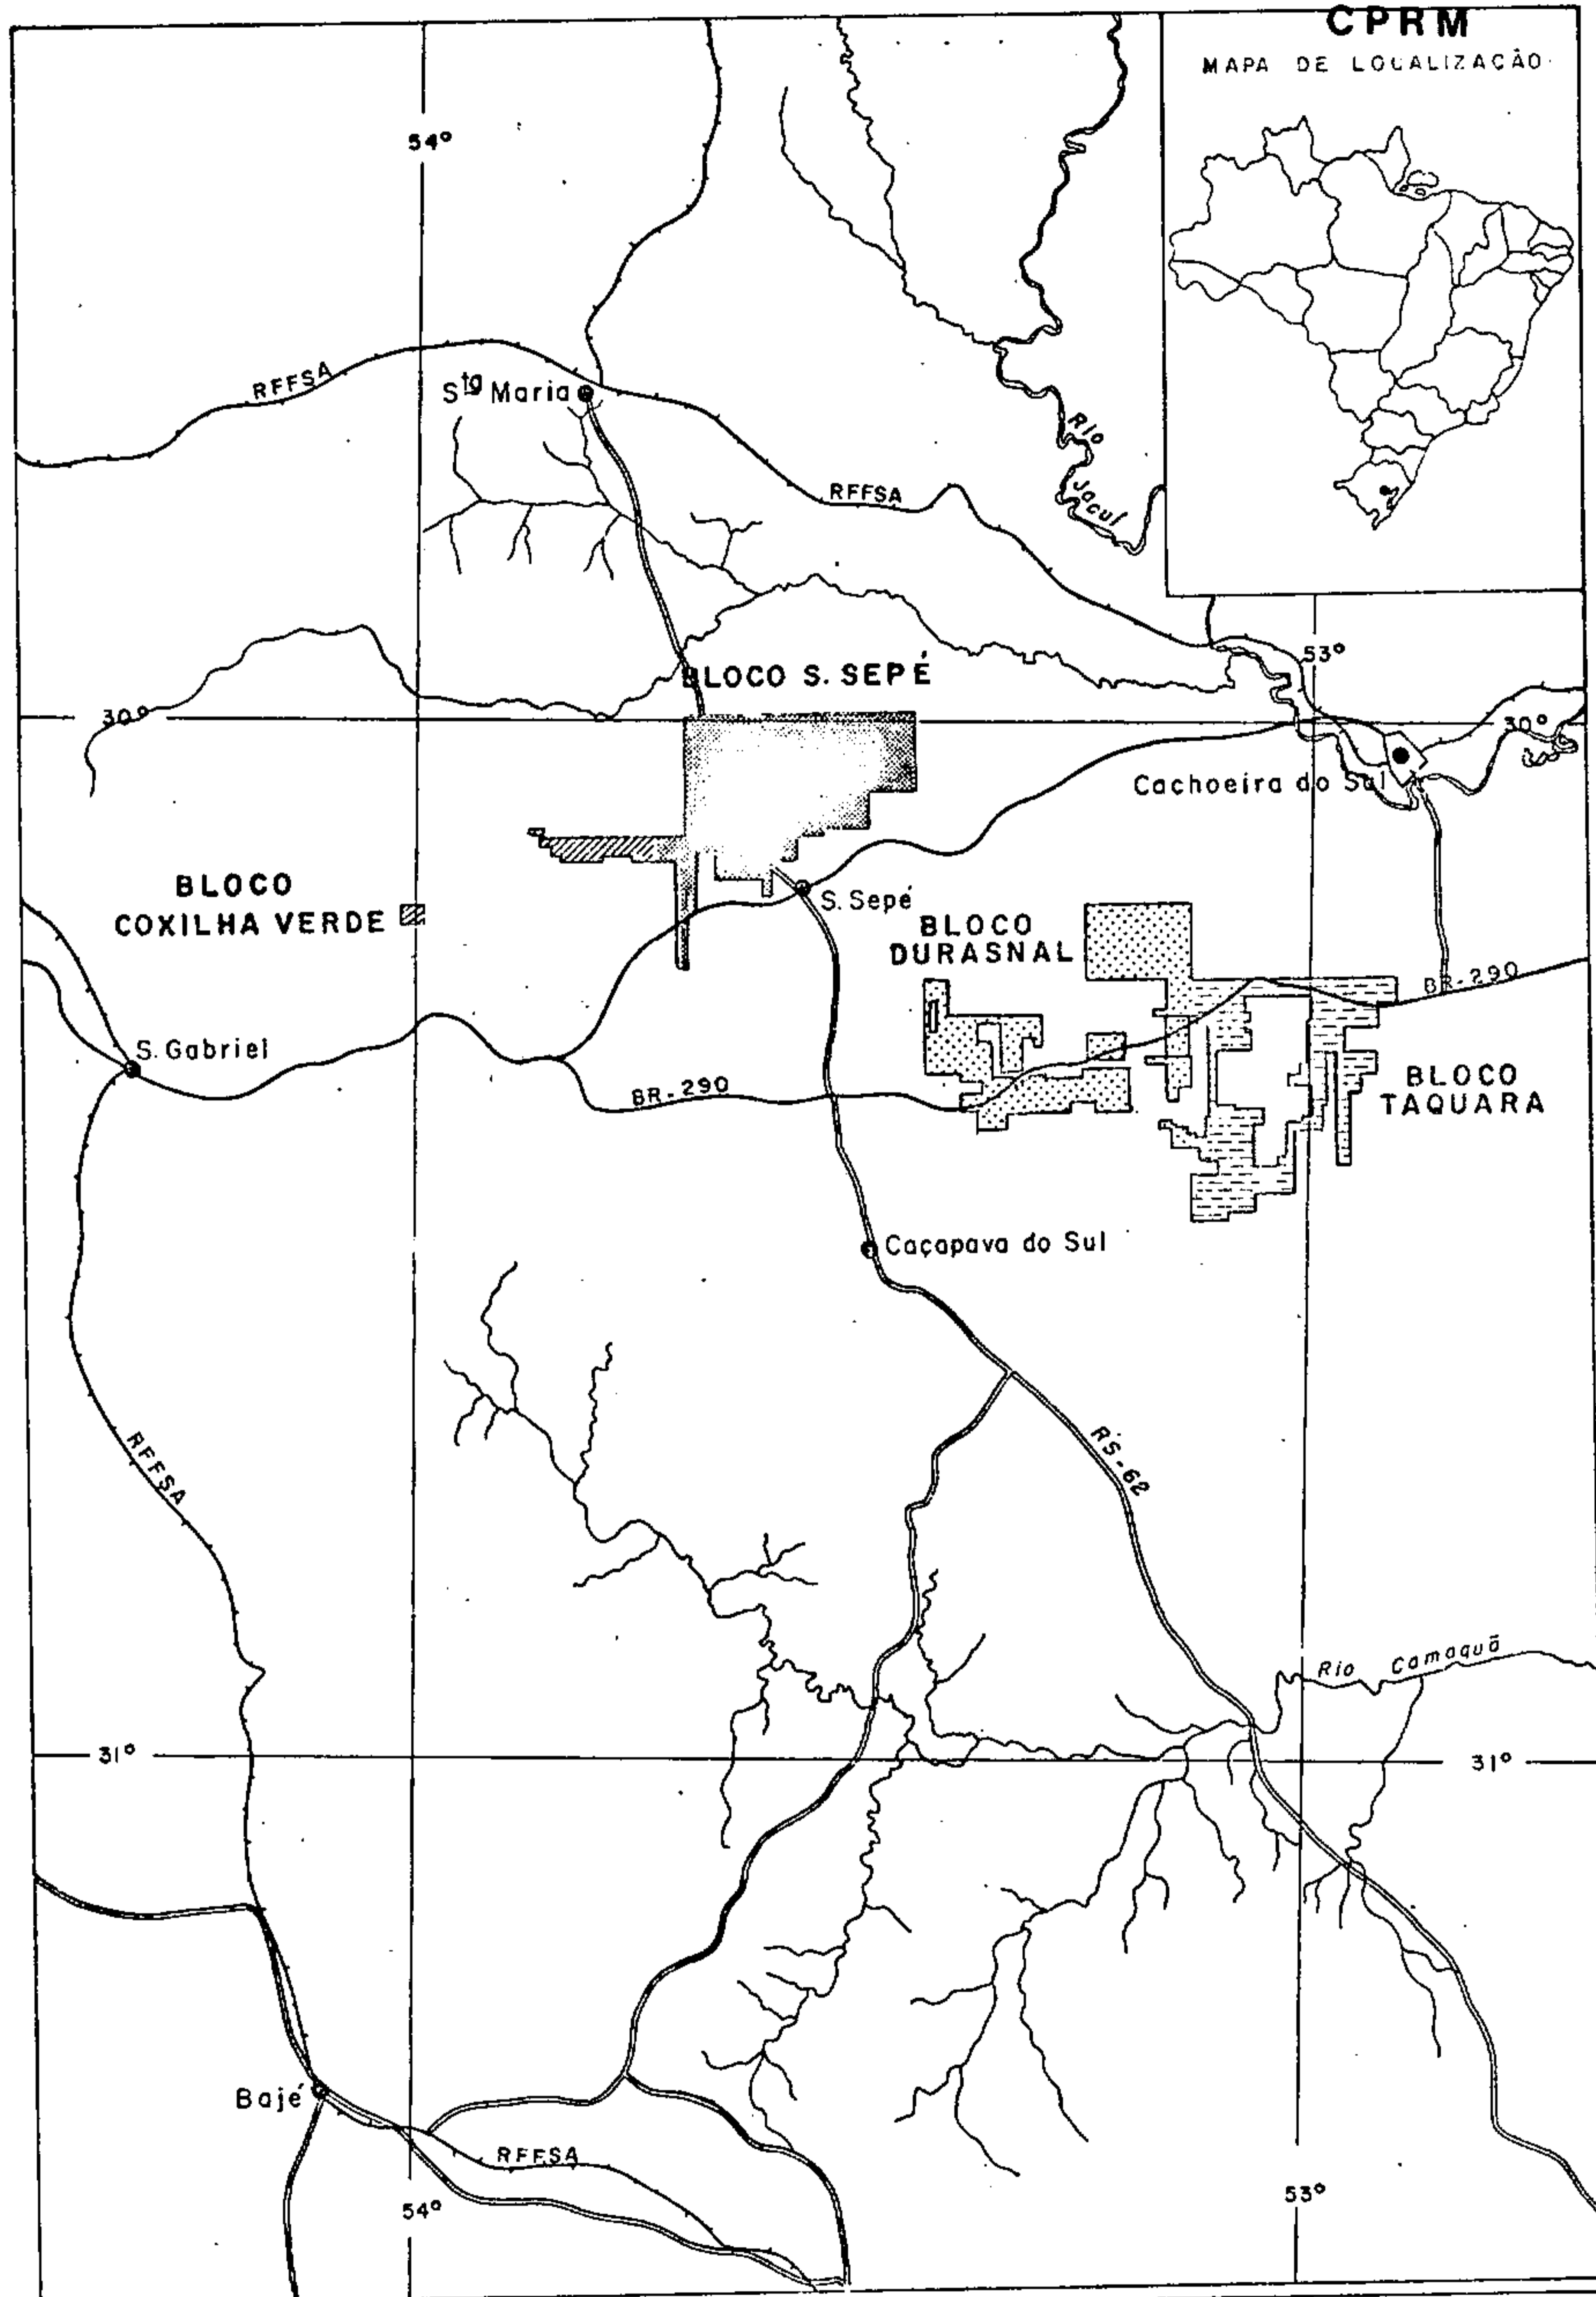 CPRM
MAPA DE LOCALIZAÇÃO
54°
RFFSA
Sta Maria
RFFSA
Rio
Jacuí
BLOCO S. SEPÉ
53°
30°
30°
Cachoeira do Sul
BLOCO
COXILHA VERDE
S. Sepé
BLOCO
DURASNAL
BR-290
S. Gabriel
BR-290
BLOCO
TAQUARA
Caçapava do Sul
RFFSA
RS-62
Rio Camaquã
31°
31°
Bajé
RFFSA
54°
53°